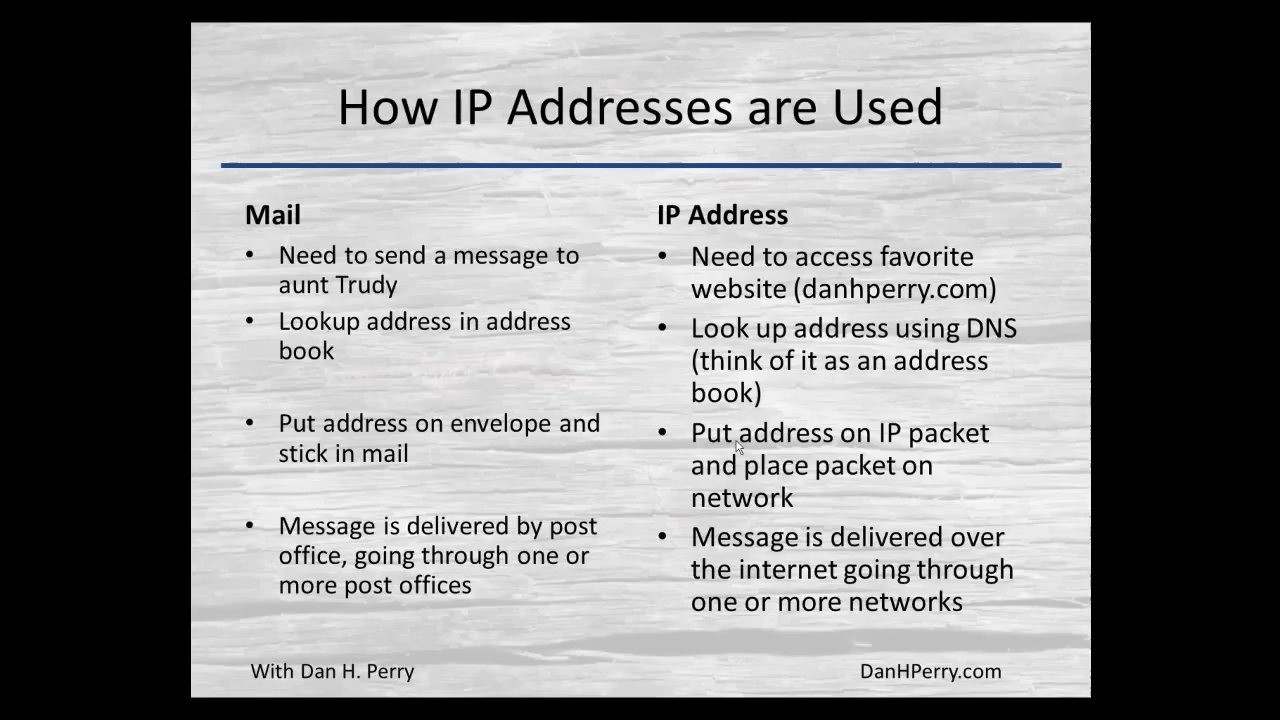 How IP Addresses are Used
Mail
• Need to send a message to
aunt Trudy
• Lookup address in address
book
• Put address on envelope and
stick in mail
• Message is delivered by post
office, going through one or
more post offices
IP Address
• Need to access favorite
website (danhperry.com)
• Look up address using DNS
(think of it as an address
book)
• Put address on IP packet
and place packet on
network
• Message is delivered over
the internet going through
one or more networks
With Dan H. Perry
DanHPerry.com